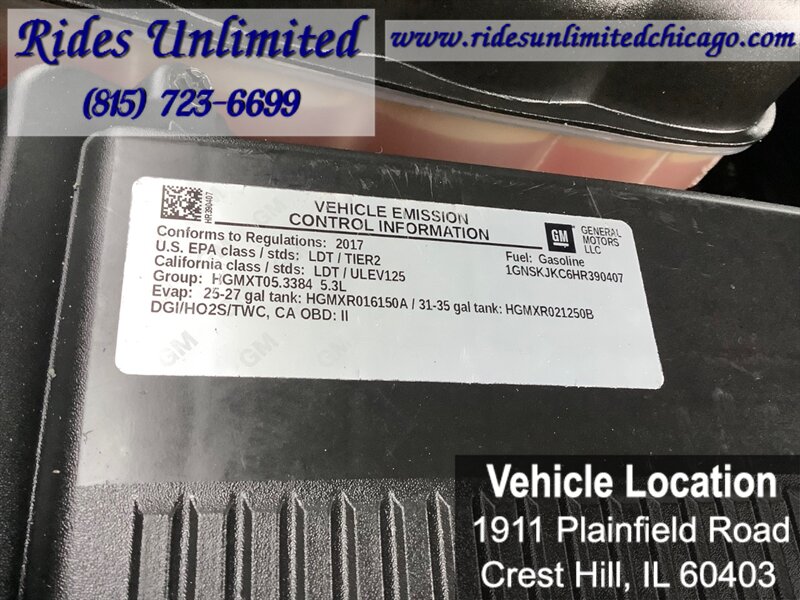 Rides Unlimited
(815) 723-6699
www.ridesunlimitedchicago.com
HR390407
VEHICLE EMISSION
CONTROL INFORMATION
GM
GENERAL
MOTORS
LLC
Conforms to Regulations: 2017
U.S. EPA class / stds: LDT / TIER2
California class / stds: LDT / ULEV125
Group: HGMXT05.3384 5.3L
Evap: 25-27 gal tank: HGMXR016150A / 31-35 gal tank: HGMXR021250B
DGI/HO2S/TWC, CA OBD: II
Fuel: Gasoline
1GNSKJKC6HR390407
Vehicle Location
1911 Plainfield Road
Crest Hill, IL 60403